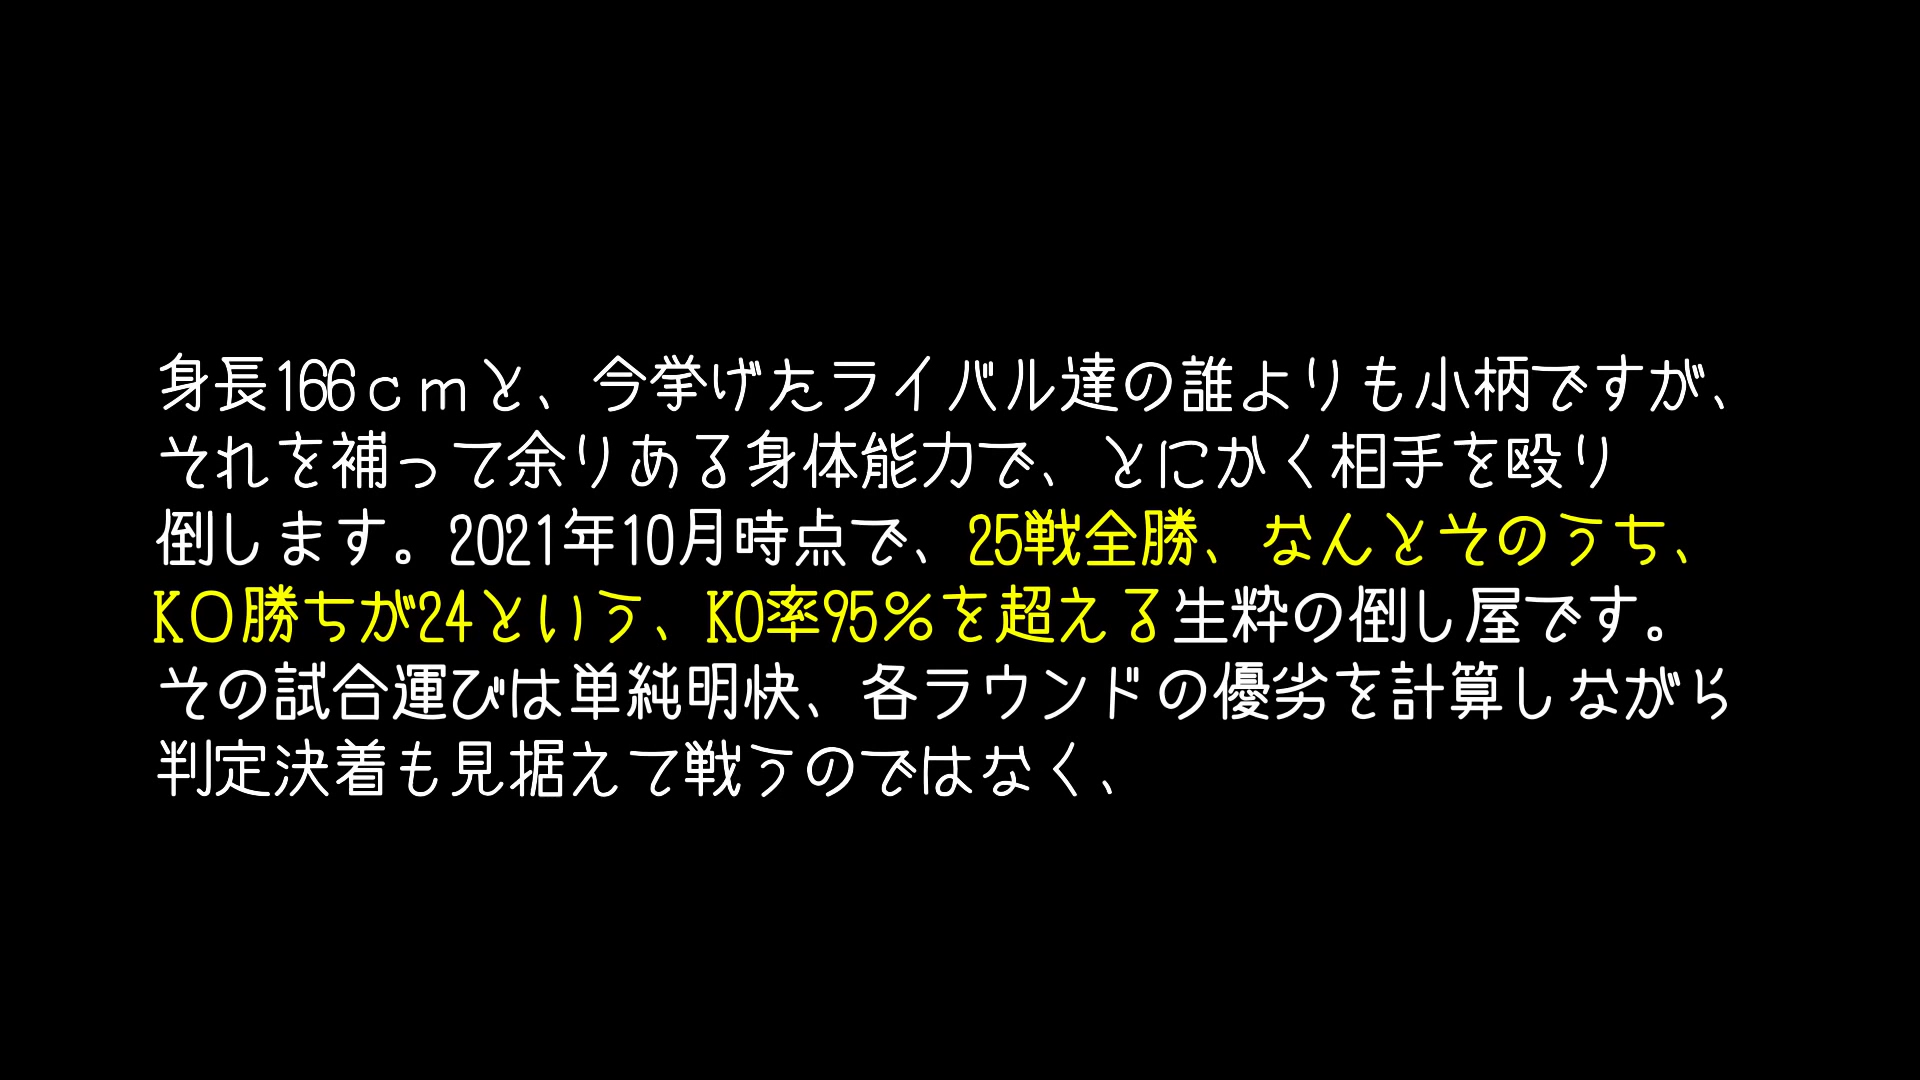 身長166ｃｍと、今挙げたライバル達の誰よりも小柄ですが、
それを補って余りある身体能力で、とにかく相手を殴り
倒します。2021年10月時点で、25戦全勝、なんとそのうち、
KＯ勝ちが24という、KO率95％を超える生粋の倒し屋です。
その試合運びは単純明快、各ラウンドの優劣を計算しながら
判定決着も見据えて戦うのではなく、